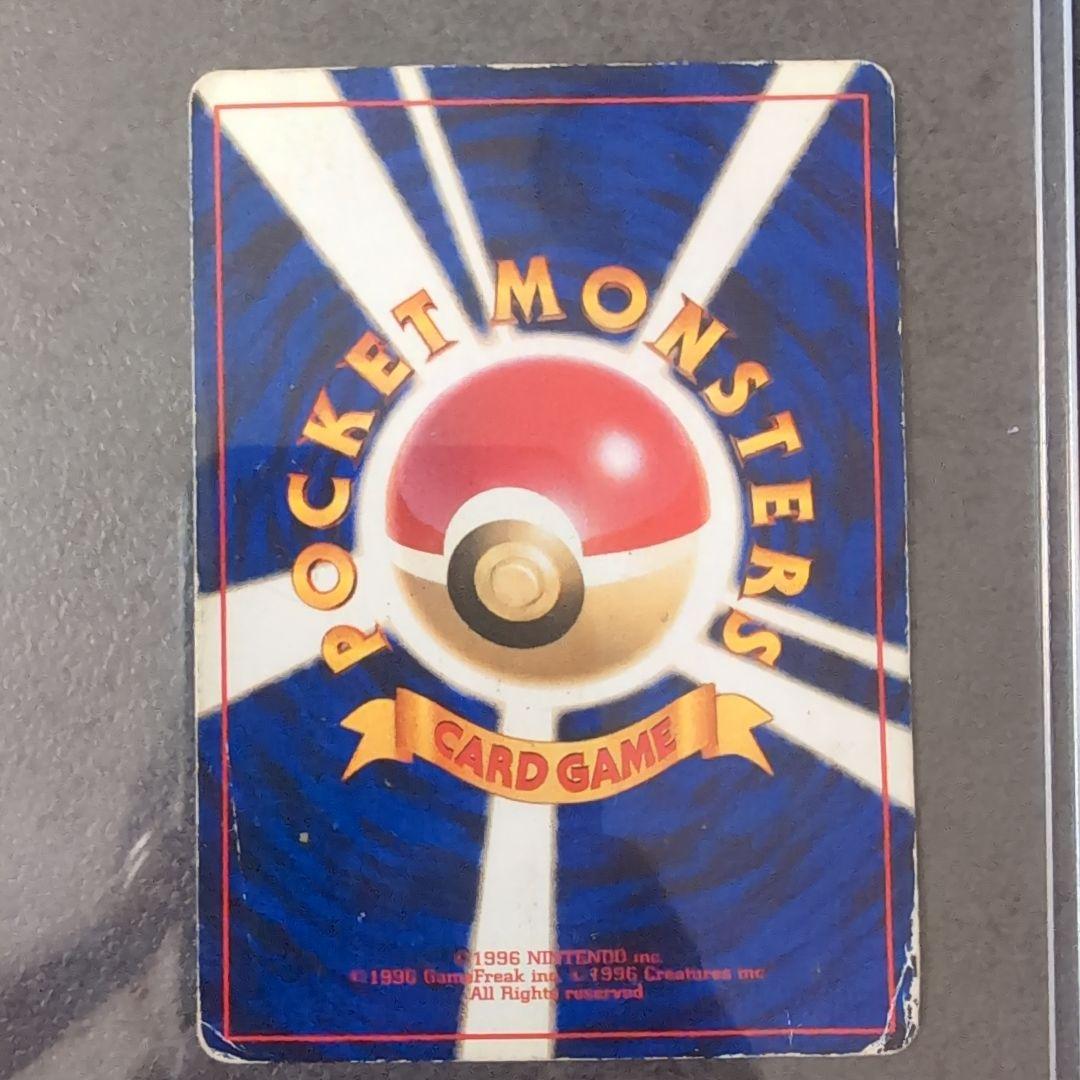 POCKET MONSTERS
CARD GAME
©1996 NINTENDO inc.
©1996 GameFreak inc. ©1996 Creatures inc
All Rights reserved